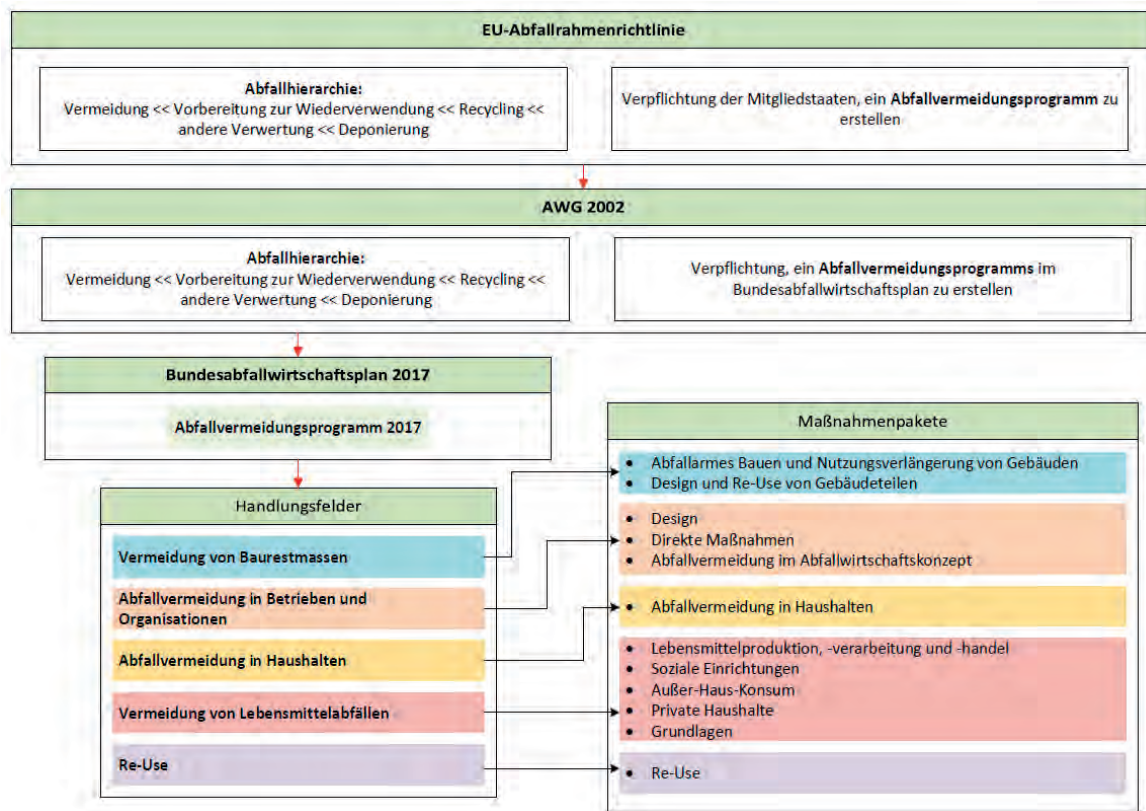 EU-Abfallrahmenrichtlinie
Abfallhierarchie:
Vermeidung << Vorbereitung zur Wiederverwendung << Recycling <<
andere Verwertung << Deponierung
Verpflichtung der Mitgliedstaaten, ein Abfallvermeidungsprogramm zu
erstellen
AWG 2002
Abfallhierarchie:
Vermeidung << Vorbereitung zur Wiederverwendung << Recycling <<
andere Verwertung << Deponierung
Verpflichtung, ein Abfallvermeidungsprogramms im
Bundesabfallwirtschaftsplan zu erstellen
Bundesabfallwirtschaftsplan 2017
Abfallvermeidungsprogramm 2017
Handlungsfelder
Vermeidung von Baurestmassen
Abfallvermeidung in Betrieben und
Organisationen
Abfallvermeidung in Haushalten
Vermeidung von Lebensmittelabfällen
Re-Use
Maßnahmenpakete
• Abfallarmes Bauen und Nutzungsverlängerung von Gebäuden
• Design und Re-Use von Gebäudeteilen
• Design
• Direkte Maßnahmen
• Abfallvermeidung im Abfallwirtschaftskonzept
• Abfallvermeidung in Haushalten
• Lebensmittelproduktion, -verarbeitung und -handel
• Soziale Einrichtungen
• Außer-Haus-Konsum
• Private Haushalte
• Grundlagen
• Re-Use